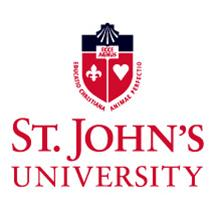 ECCE
AGNUS
EDUCATIO CHRISTIANA ANIMAE PERFECTIO
ST. JOHN'S
UNIVERSITY